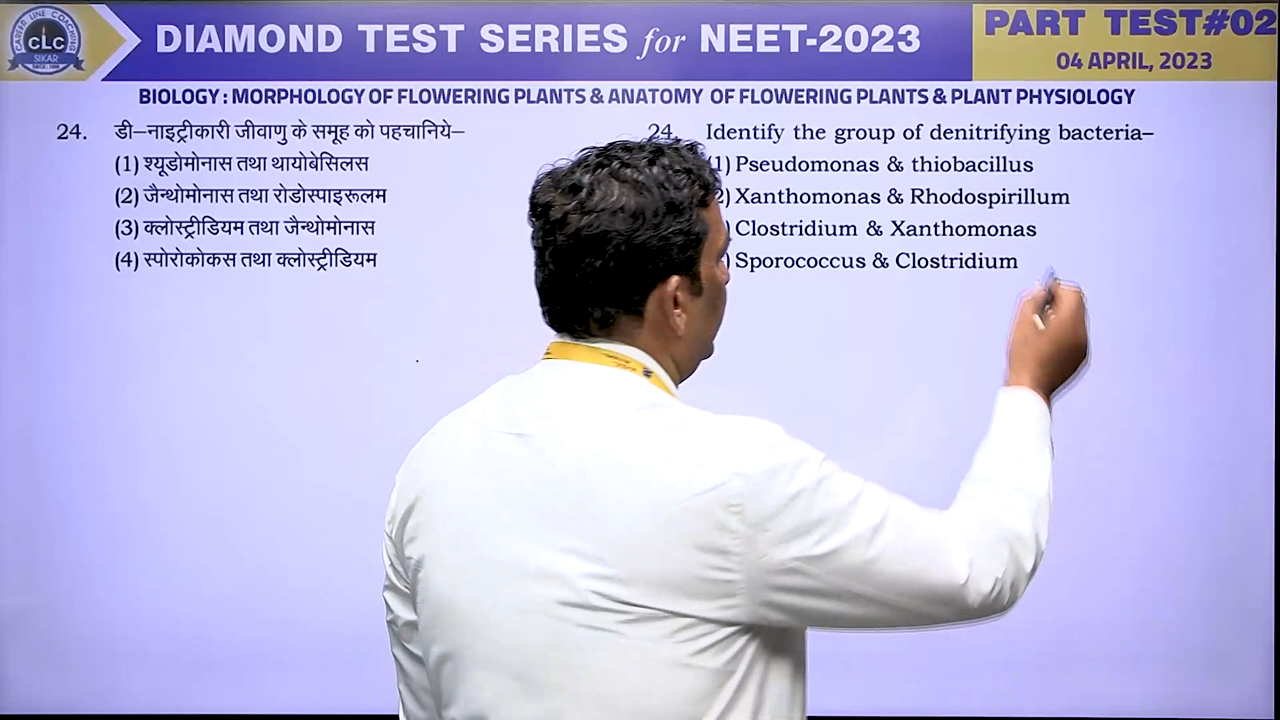 CAREER LINE COACHING
CLC
SIKAR
DIAMOND TEST SERIES for NEET-2023
PART TEST#02
04 APRIL, 2023
BIOLOGY : MORPHOLOGY OF FLOWERING PLANTS & ANATOMY OF FLOWERING PLANTS & PLANT PHYSIOLOGY
24. डी–नाइट्रीकारी जीवाणु के समूह को पहचानिये–
(1) श्यूडोमोनास तथा थायोबेसिलस
(2) जैन्थोमोनास तथा रोडोस्पाइरूलम
(3) क्लोस्ट्रीडियम तथा जैन्थोमोनास
(4) स्पोरोकोकस तथा क्लोस्ट्रीडियम
24. Identify the group of denitrifying bacteria–
1) Pseudomonas & thiobacillus
2) Xanthomonas & Rhodospirillum
) Clostridium & Xanthomonas
) Sporococcus & Clostridium